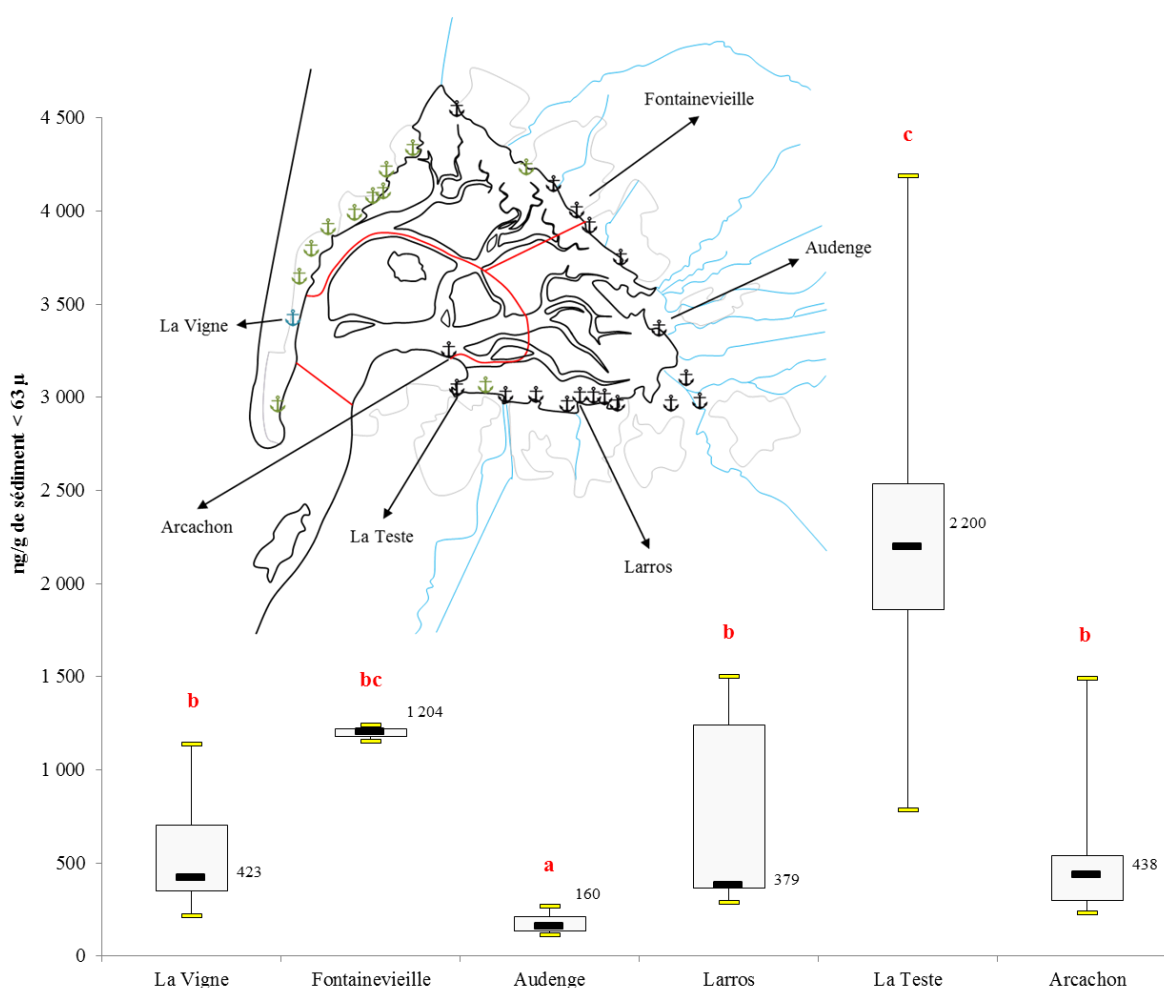 Fontainevieille
4 500
c
4 000
Audenge
3 500
La Vigne
3 000
ng/g de sédiment < 63 µ
2 500
Arcachon
La Teste
2 200
Larros
2 000
b
b
1 500
bc
1 204
1 000
a
423
500
160
379
438
0
La Vigne
Fontainevieille
Audenge
Larros
La Teste
Arcachon
b